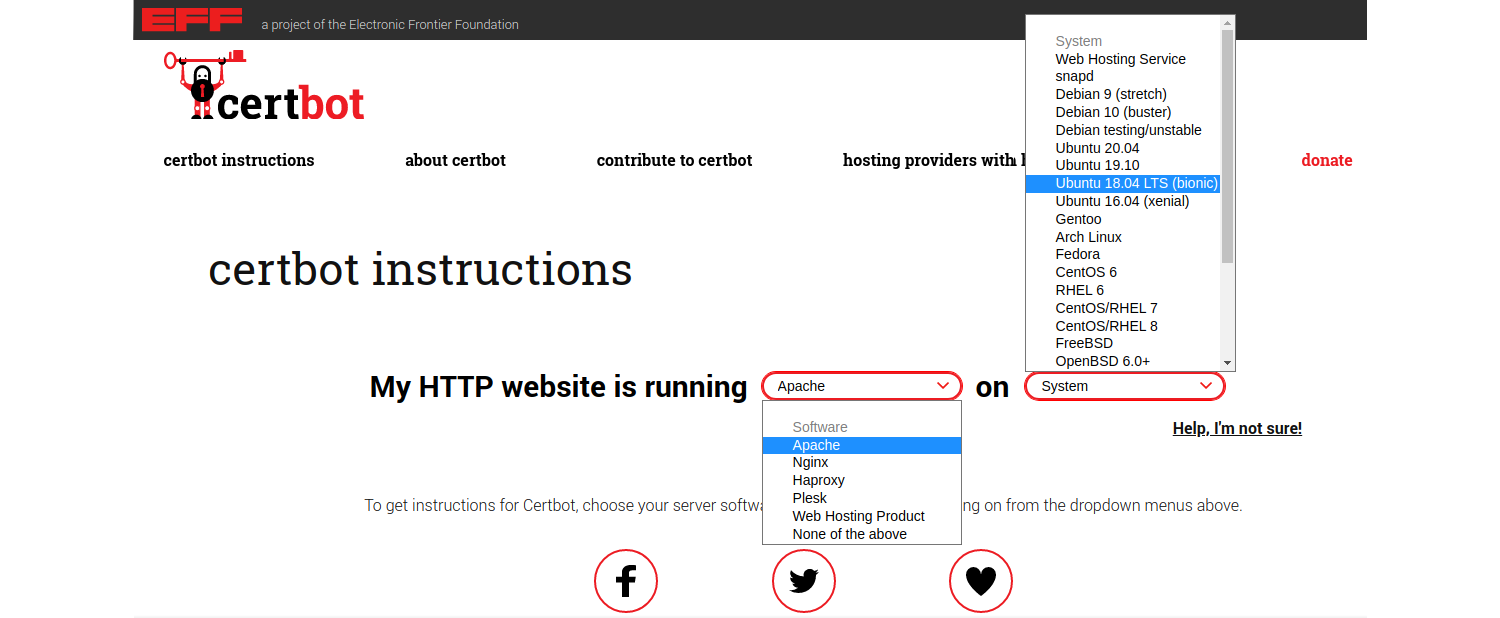 EFF a project of the Electronic Frontier Foundation
certbot
certbot instructions about certbot contribute to certbot hosting providers with donate
certbot instructions
System
Web Hosting Service
snapd
Debian 9 (stretch)
Debian 10 (buster)
Debian testing/unstable
Ubuntu 20.04
Ubuntu 19.10
Ubuntu 18.04 LTS (bionic)
Ubuntu 16.04 (xenial)
Gentoo
Arch Linux
Fedora
CentOS 6
RHEL 6
CentOS/RHEL 7
CentOS/RHEL 8
FreeBSD
OpenBSD 6.0+
My HTTP website is running Apache on System
Software
Apache
Nginx
Haproxy
Plesk
Web Hosting Product
None of the above
Help, I'm not sure!
To get instructions for Certbot, choose your server on from the dropdown menus above.